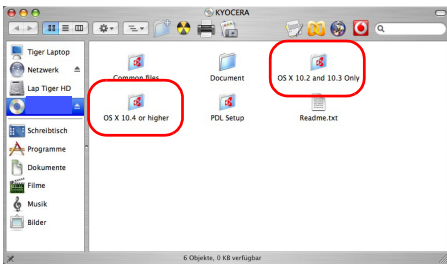 KYOCERA
Tiger Laptop
Netzwerk
Lap Tiger HD
Schreibtisch
Programme
Dokumente
Filme
Musik
Bilder
Common files
Document
OS X 10.2 and 10.3 Only
OS X 10.4 or higher
PDL Setup
Readme.txt
6 Objekte, 0 KB verfügbar